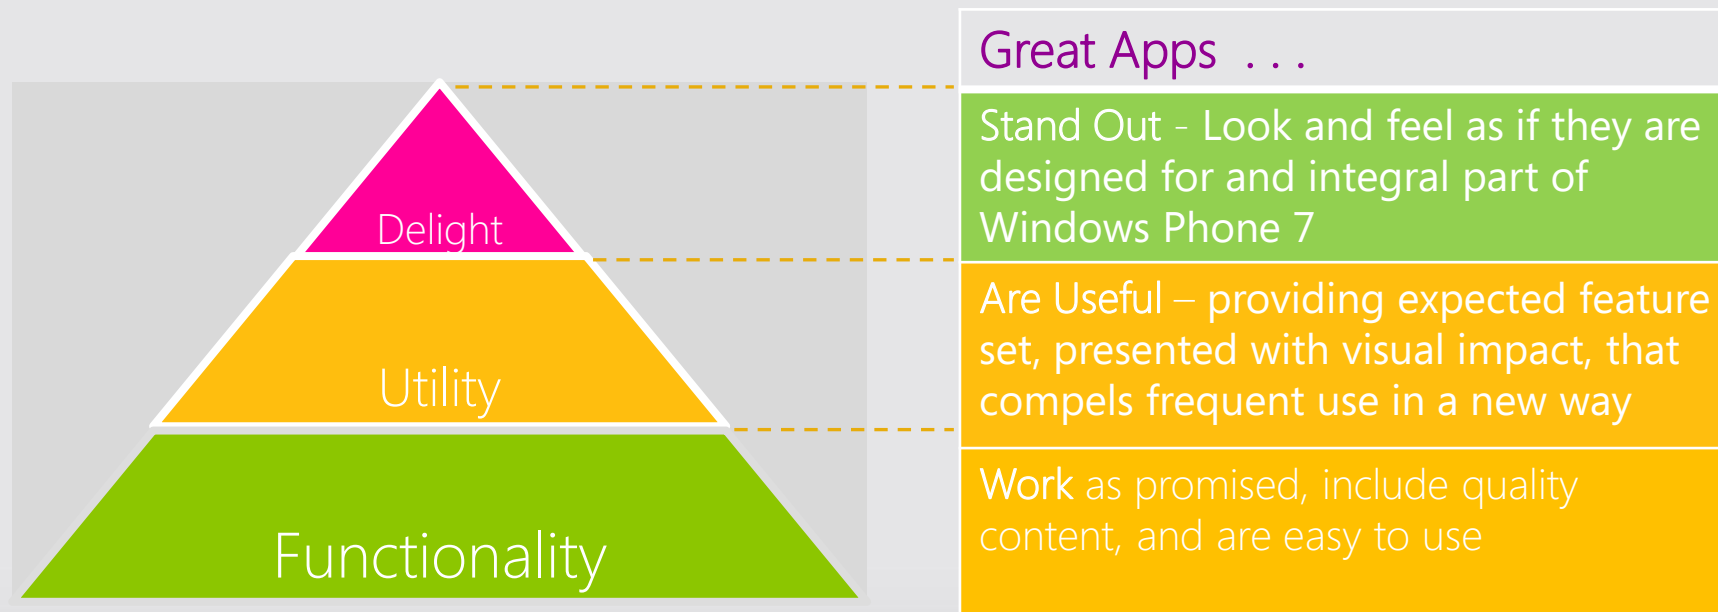 Delight
Utility
Functionality
Great Apps . . .
Stand Out - Look and feel as if they are
designed for and integral part of
Windows Phone 7
Are Useful – providing expected feature
set, presented with visual impact, that
compels frequent use in a new way
Work as promised, include quality
content, and are easy to use